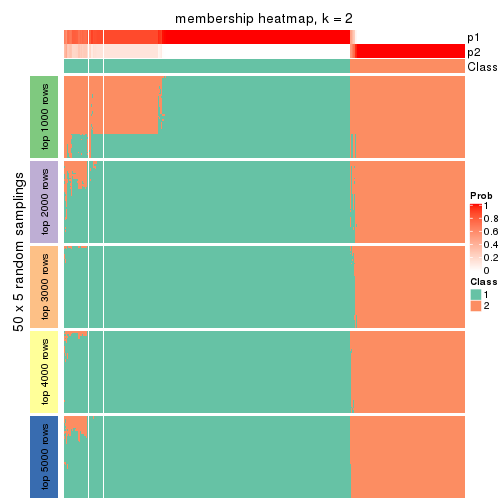 membership heatmap, k = 2
p1
p2
Class
50 x 5 random samplings
top 1000 rows
top 2000 rows
top 3000 rows
top 4000 rows
top 5000 rows
Prob
1
0.8
0.6
0.4
0.2
0
Class
1
2